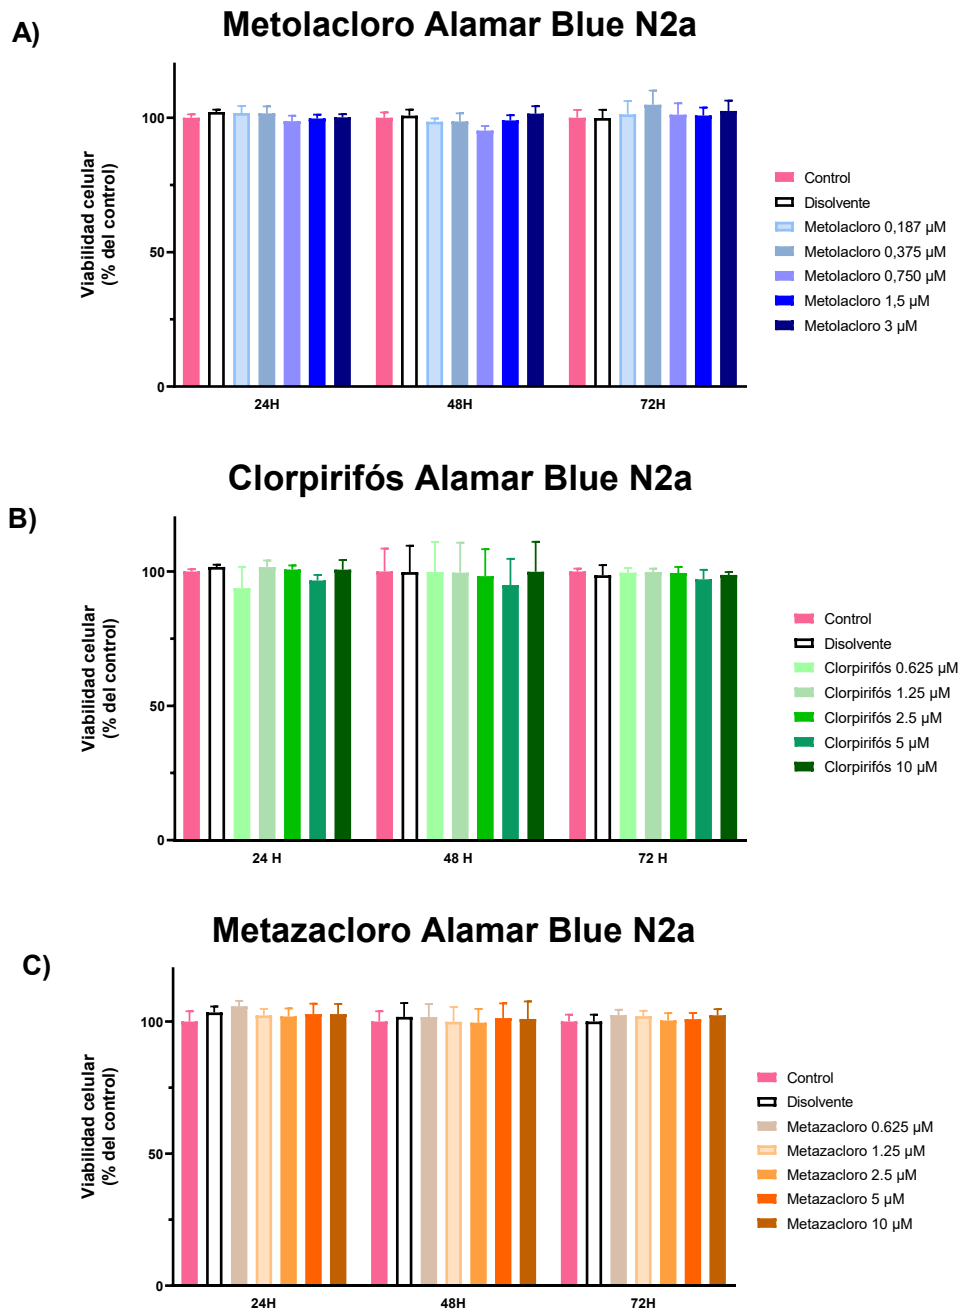 A)
Metolacloro Alamar Blue N2a
Viabilidad celular
(% del control)
100
50
0
24H
48H
72H
Control
Disolvente
Metolacloro 0,187 µM
Metolacloro 0,375 µM
Metolacloro 0,750 µM
Metolacloro 1,5 µM
Metolacloro 3 µM
B)
Clorpirifós Alamar Blue N2a
Viabilidad celular
(% del control)
100
50
0
24 H
48 H
72 H
Control
Disolvente
Clorpirifós 0.625 µM
Clorpirifós 1.25 µM
Clorpirifós 2.5 µM
Clorpirifós 5 µM
Clorpirifós 10 µM
C)
Metazacloro Alamar Blue N2a
Viabilidad celular
(% del control)
100
50
0
24H
48H
72H
Control
Disolvente
Metazacloro 0.625 µM
Metazacloro 1.25 µM
Metazacloro 2.5 µM
Metazacloro 5 µM
Metazacloro 10 µM